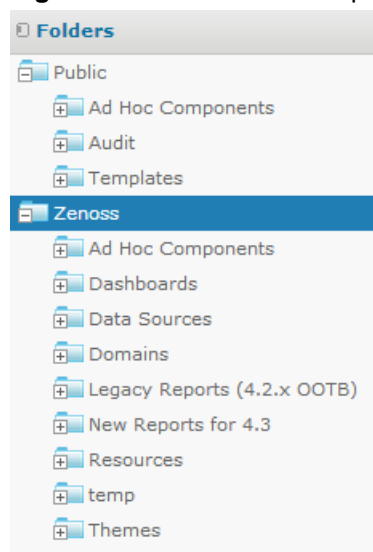 Folders
Public
Ad Hoc Components
Audit
Templates
Zenoss
Ad Hoc Components
Dashboards
Data Sources
Domains
Legacy Reports (4.2.x OOTB)
New Reports for 4.3
Resources
temp
Themes